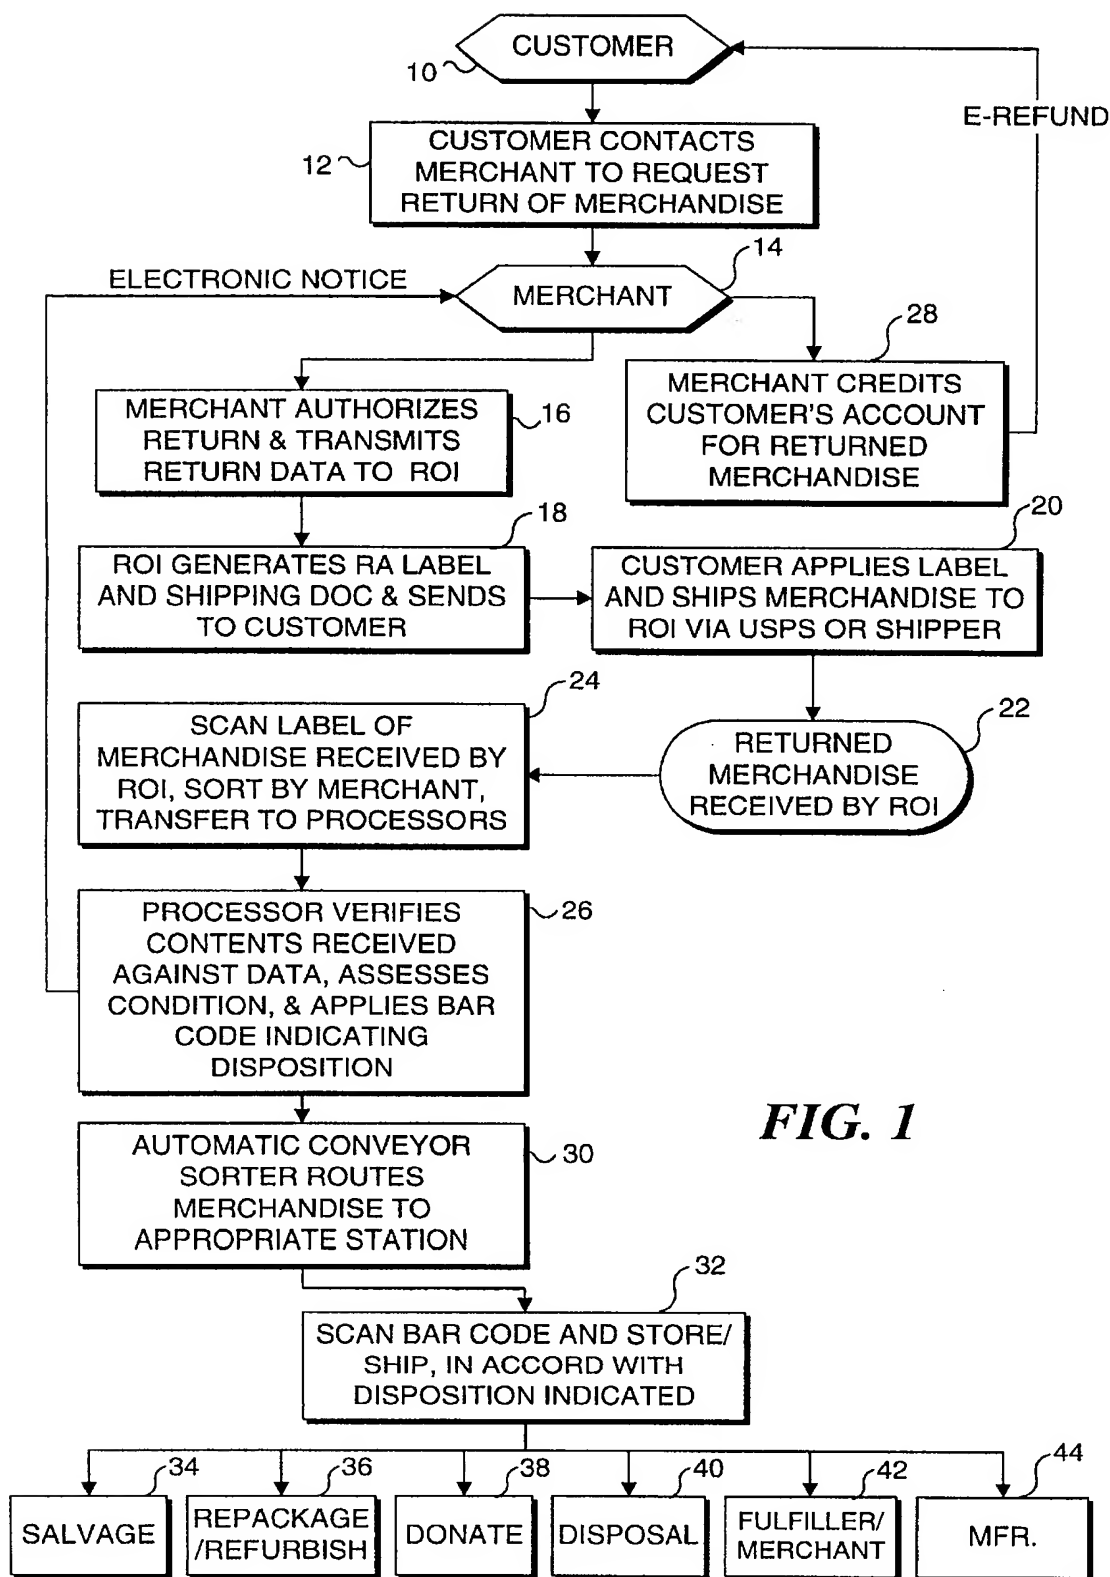 CUSTOMER
10
E-REFUND
12
CUSTOMER CONTACTS
MERCHANT TO REQUEST
RETURN OF MERCHANDISE
14
ELECTRONIC NOTICE
MERCHANT
28
MERCHANT CREDITS
CUSTOMER'S ACCOUNT
FOR RETURNED
MERCHANDISE
16
MERCHANT AUTHORIZES
RETURN & TRANSMITS
RETURN DATA TO ROI
18
ROI GENERATES RA LABEL
AND SHIPPING DOC & SENDS
TO CUSTOMER
20
CUSTOMER APPLIES LABEL
AND SHIPS MERCHANDISE TO
ROI VIA USPS OR SHIPPER
22
RETURNED
MERCHANDISE
RECEIVED BY ROI
24
SCAN LABEL OF
MERCHANDISE RECEIVED BY
ROI, SORT BY MERCHANT,
TRANSFER TO PROCESSORS
26
PROCESSOR VERIFIES
CONTENTS RECEIVED
AGAINST DATA, ASSESSES
CONDITION, & APPLIES BAR
CODE INDICATING
DISPOSITION
FIG. 1
30
AUTOMATIC CONVEYOR
SORTER ROUTES
MERCHANDISE TO
APPROPRIATE STATION
32
SCAN BAR CODE AND STORE/
SHIP, IN ACCORD WITH
DISPOSITION INDICATED
34
SALVAGE
36
REPACKAGE
/REFURBISH
38
DONATE
40
DISPOSAL
42
FULFILLER/
MERCHANT
44
MFR.